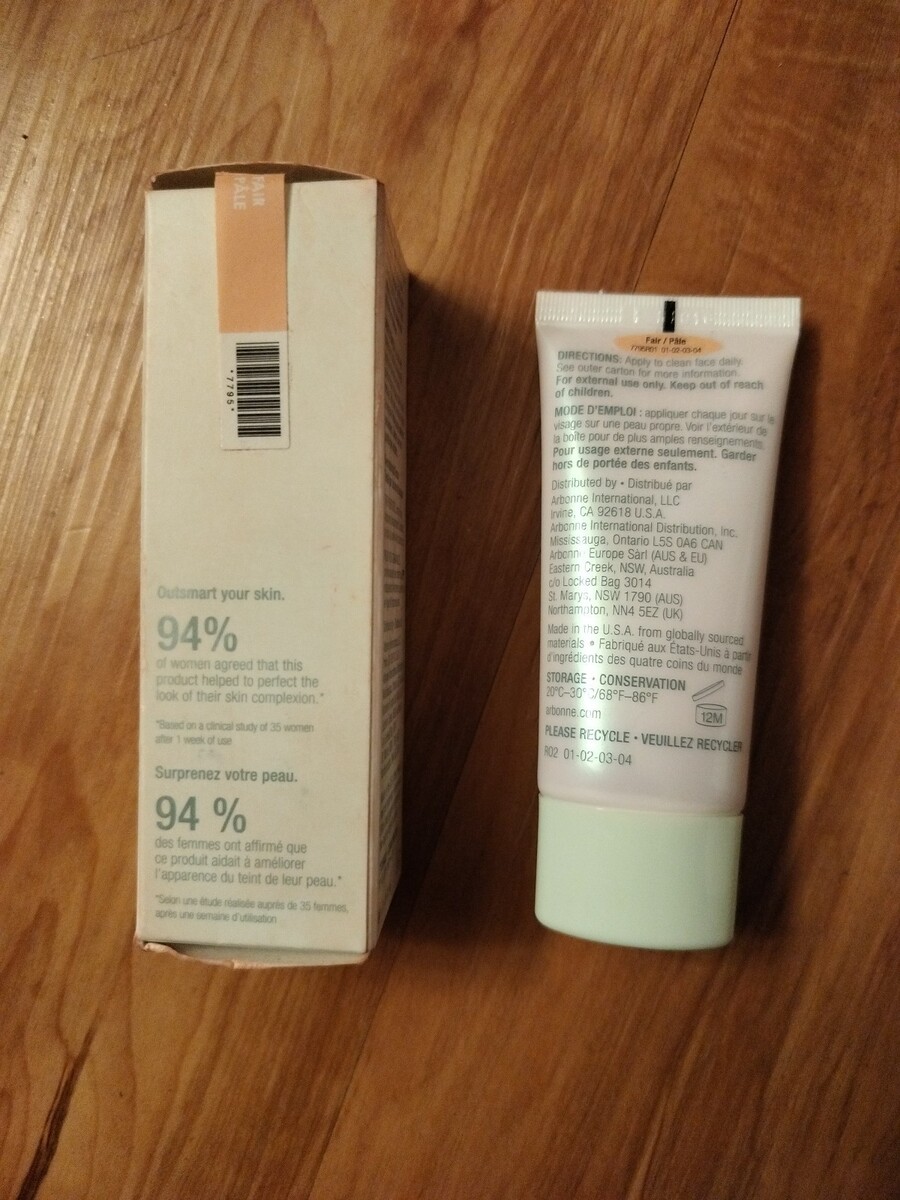 FAIR
PÂLE
*7795*
Outsmart your skin.
94%
of women agreed that this
product helped to perfect the
look of their skin complexion.*
*Based on a clinical study of 35 women
after 1 week of use
Surprenez votre peau.
94 %
des femmes ont affirmé que
ce produit aidait à améliorer
l'apparence du teint de leur peau.*
*Selon une étude réalisée auprès de 35 femmes,
après une semaine d'utilisation
Fair / Pâle
7795R01 01-02-03-04
DIRECTIONS: Apply to clean face daily.
See outer carton for more information.
For external use only. Keep out of reach
of children.
MODE D'EMPLOI : appliquer chaque jour sur le
visage sur une peau propre. Voir l'extérieur de
la boîte pour de plus amples renseignements.
Pour usage externe seulement. Garder
hors de portée des enfants.
Distributed by • Distribué par
Arbonne International, LLC
Irvine, CA 92618 U.S.A.
Arbonne International Distribution, Inc.
Mississauga, Ontario L5S 0A6 CAN
Arbonne Europe Sàrl (AUS & EU)
Eastern Creek, NSW, Australia
c/o Locked Bag 3014
St. Marys, NSW 1790 (AUS)
Northampton, NN4 5EZ (UK)
Made in the U.S.A. from globally sourced
materials • Fabriqué aux États-Unis à partir
d'ingrédients des quatre coins du monde
STORAGE • CONSERVATION
20°C–30°C/68°F–86°F
arbonne.com
12M
PLEASE RECYCLE • VEUILLEZ RECYCLER
R02 01-02-03-04